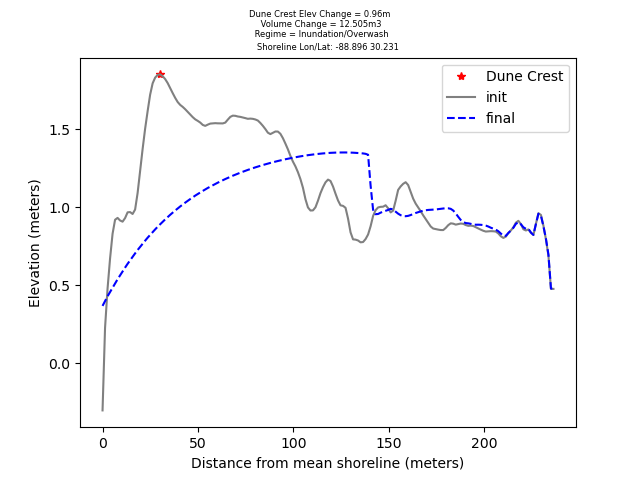 Dune Crest Elev Change = 0.96m
Volume Change = 12.505m3
Regime = Inundation/Overwash
Shoreline Lon/Lat: -88.896 30.231
Dune Crest
init
final
1.5
1.0
0.5
0.0
Elevation (meters)
0
50
100
150
200
Distance from mean shoreline (meters)